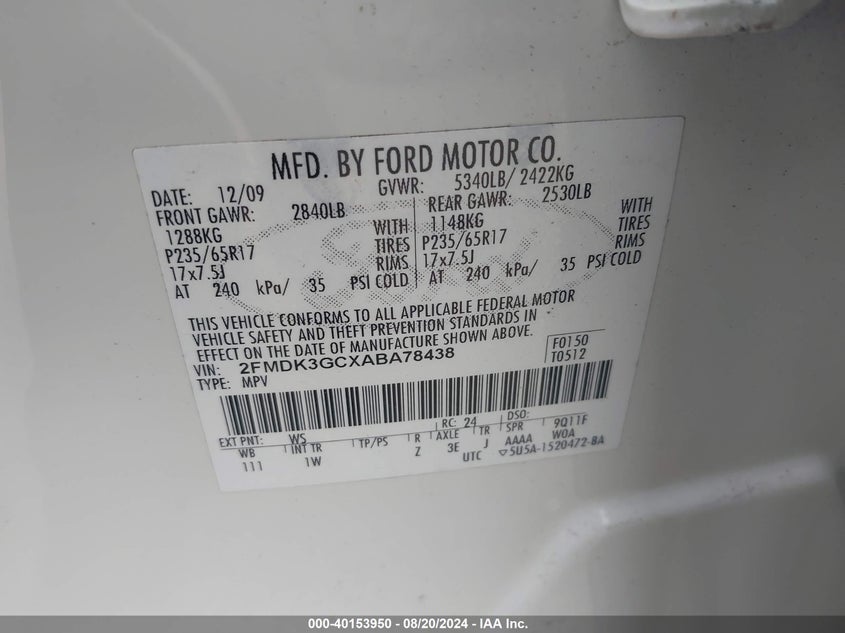 MFD. BY FORD MOTOR CO.
DATE: 12/09 GVWR: 5340LB/ 2422KG
FRONT GAWR: 2840LB REAR GAWR: 2530LB
1288KG WITH 1148KG WITH
P235/65R17 TIRES P235/65R17 TIRES
17x7.5J RIMS 17x7.5J RIMS
AT 240 kPa/ 35 PSI COLD AT 240 kPa/ 35 PSI COLD
THIS VEHICLE CONFORMS TO ALL APPLICABLE FEDERAL MOTOR
VEHICLE SAFETY AND THEFT PREVENTION STANDARDS IN
EFFECT ON THE DATE OF MANUFACTURE SHOWN ABOVE.
VIN: 2FMDK3GCXABA78438 F0150
TYPE: MPV T0512
EXT PNT: WS RC: 24 DSO:
WB INT TR TP/PS R AXLE TR SPR 9Q11F
111 1W Z 3E J AAAA W0A
UTC ▽5U5A-1520472-BA
000-40153950 | 08/20/2024 | IAA Inc.